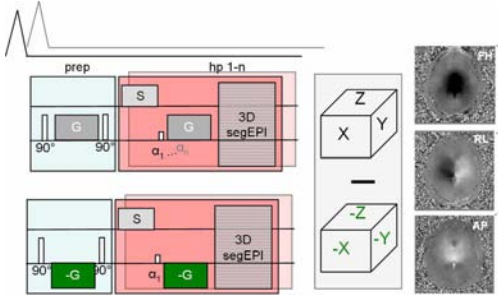 prep hp 1-n
S
G G
90° 90° α1 ....αn
3D
segEPI
S
90° 90° α1
-G -G
3D
segEPI
Z
X Y
-Z
-X -Y
FH
RL
AP